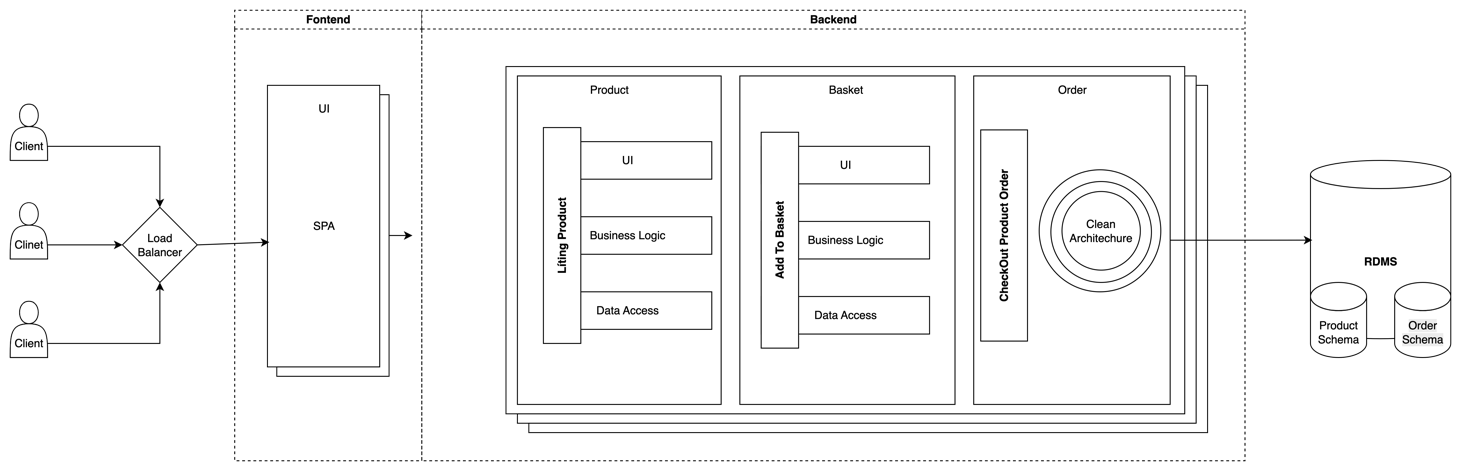 Fontend
Backend
Client
Clinet
Client
Load
Balancer
UI
SPA
Product
Liting Product
UI
Business Logic
Data Access
Basket
Add To Basket
UI
Business Logic
Data Access
Order
CheckOut Product Order
Clean
Architechure
RDMS
Product
Schema
Order
Schema